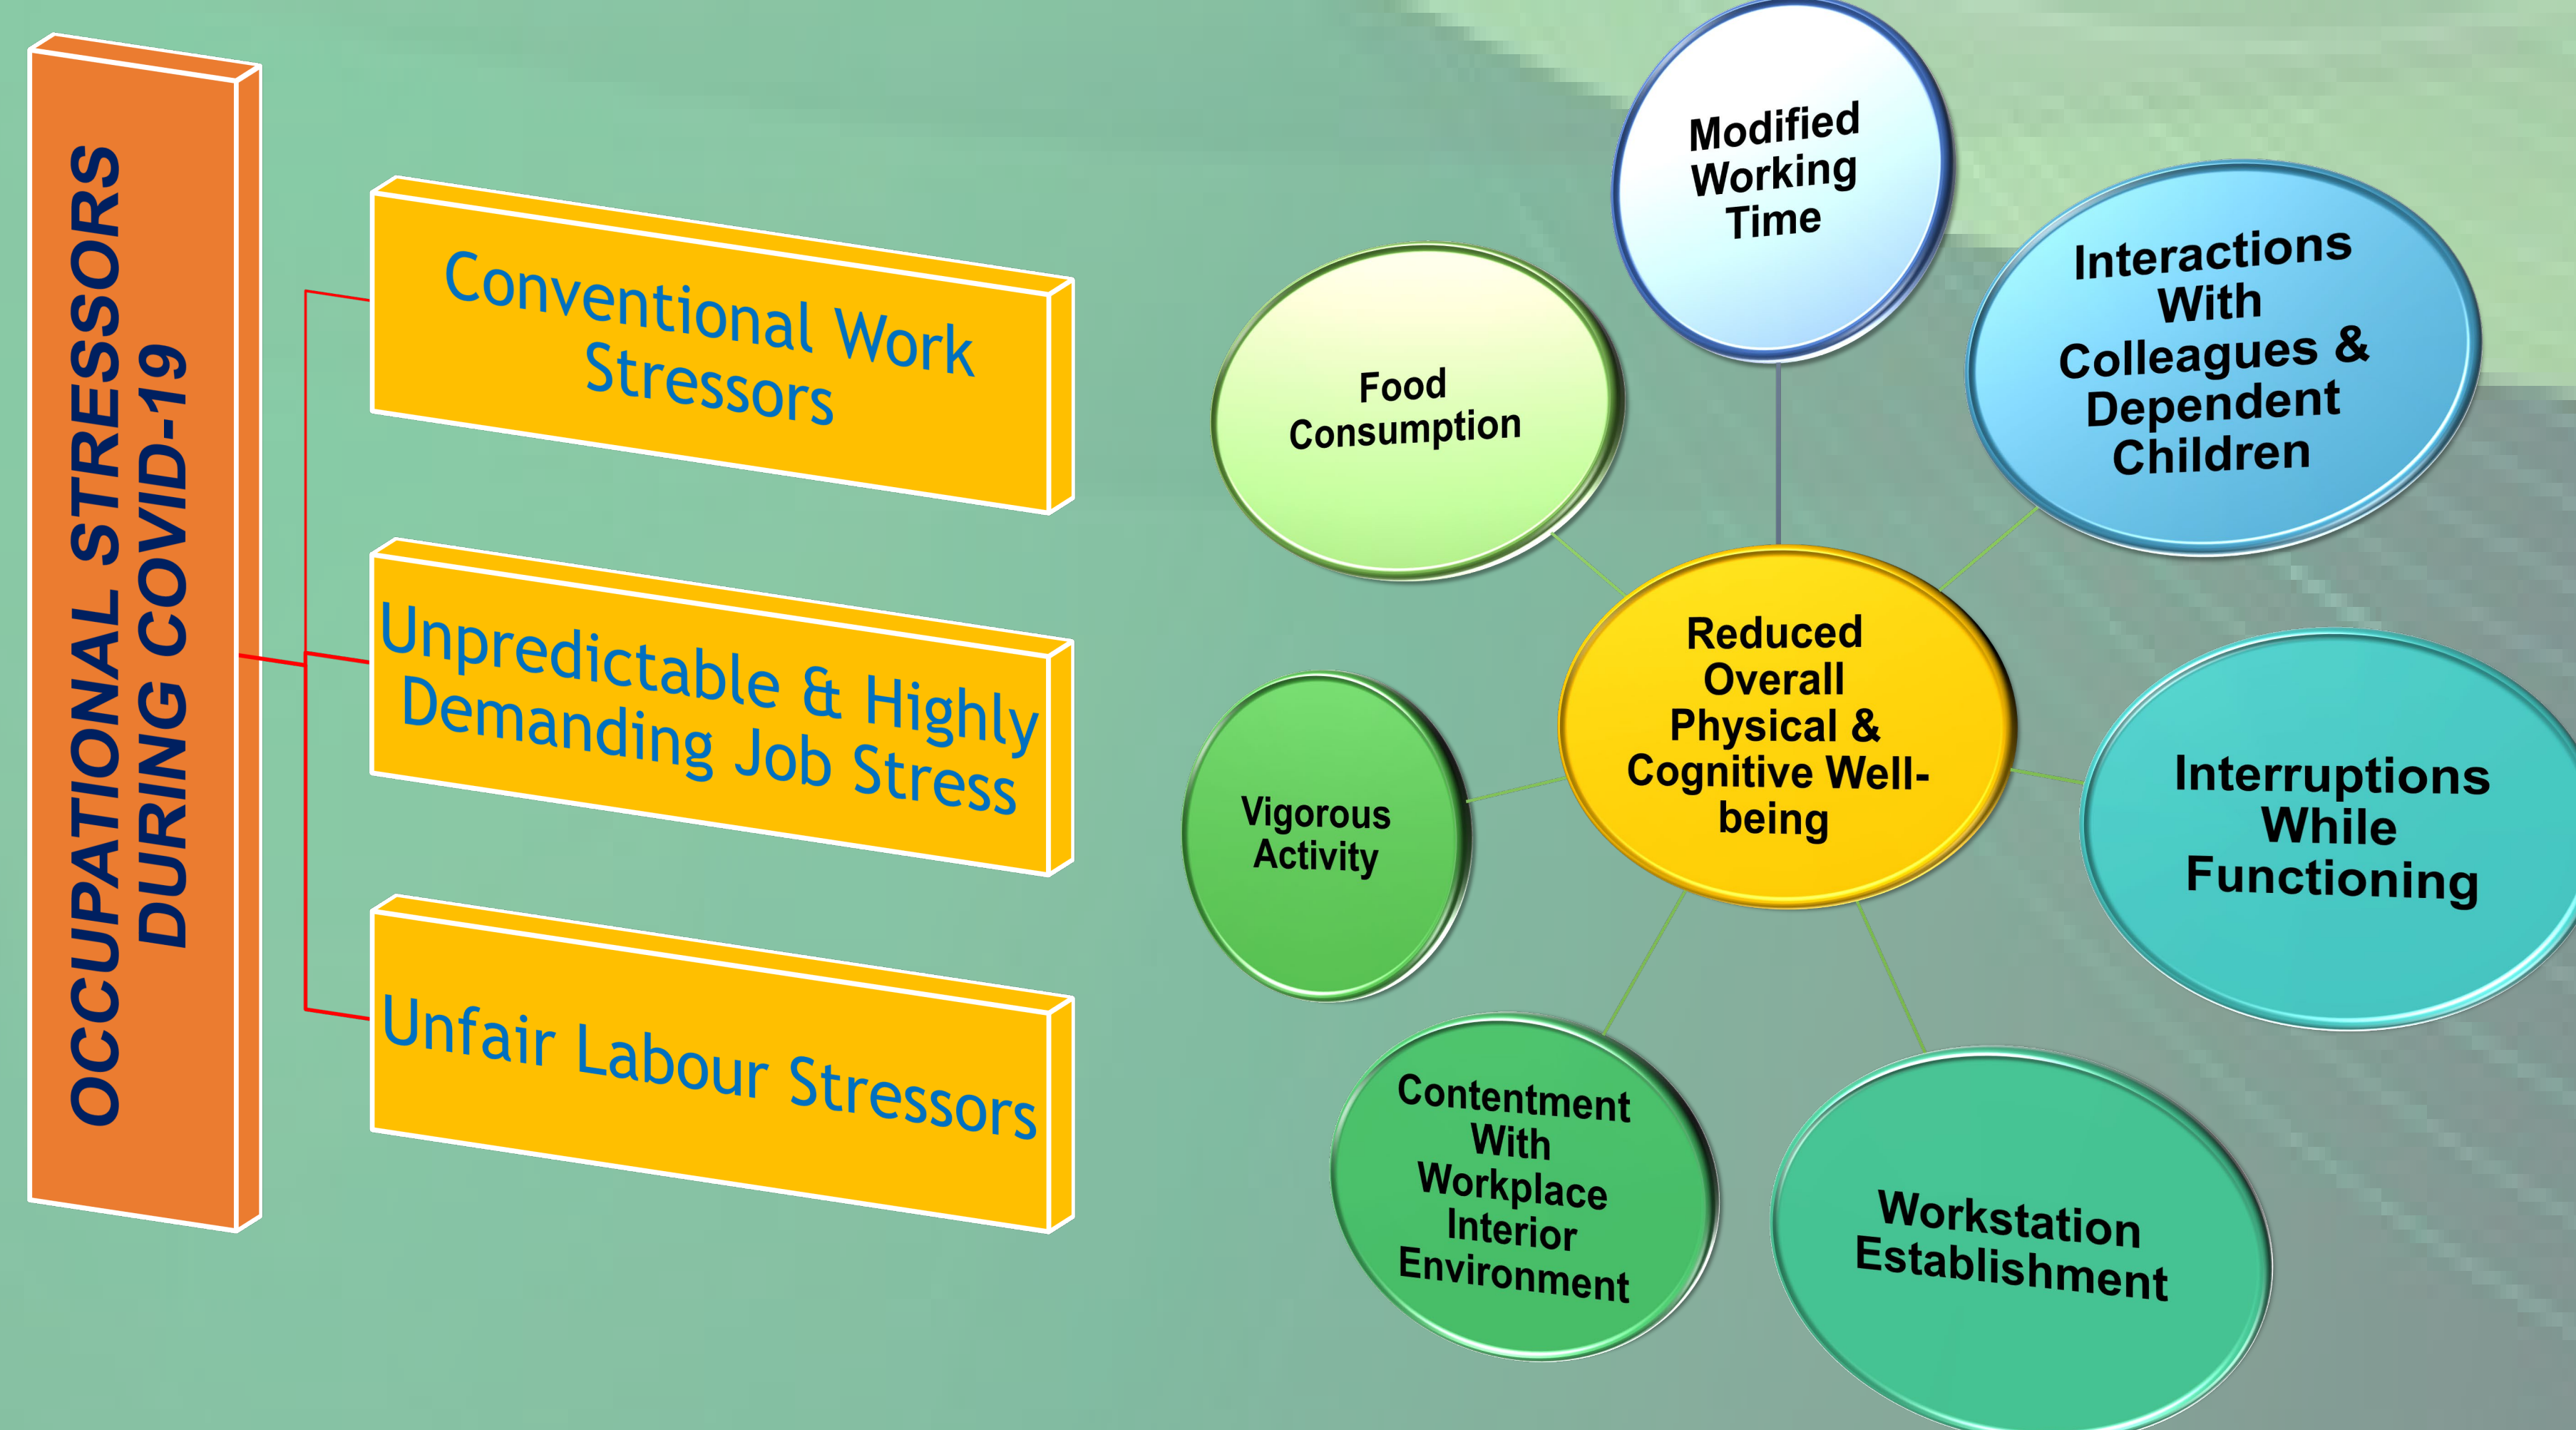 OCCUPATIONAL STRESSORS
DURING COVID-19
Conventional Work
Stressors
Unpredictable & Highly
Demanding Job Stress
Unfair Labour Stressors
Modified
Working
Time
Interactions
With
Colleagues &
Dependent
Children
Interruptions
While
Functioning
Workstation
Establishment
Contentment
With
Workplace
Interior
Environment
Vigorous
Activity
Food
Consumption
Reduced
Overall
Physical &
Cognitive Well-
being